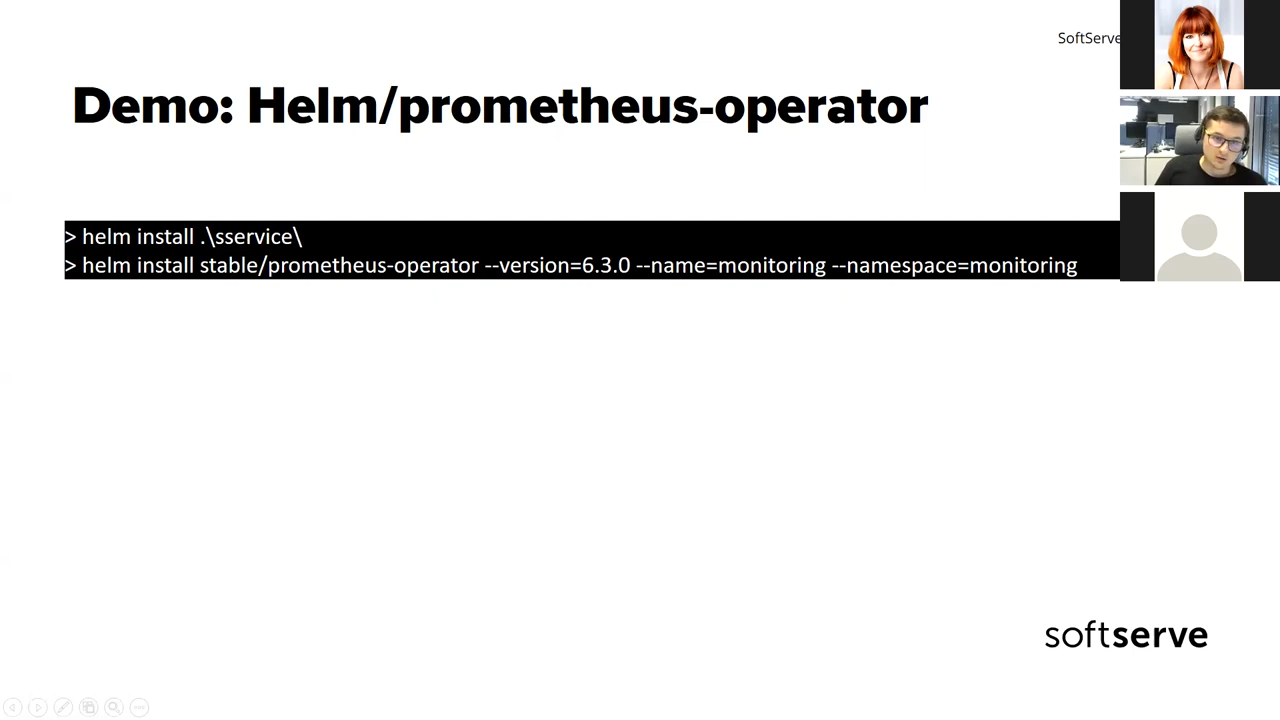 SoftServe
Demo: Helm/prometheus-operator
> helm install .\sservice\
> helm install stable/prometheus-operator --version=6.3.0 --name=monitoring --namespace=monitoring
softserve